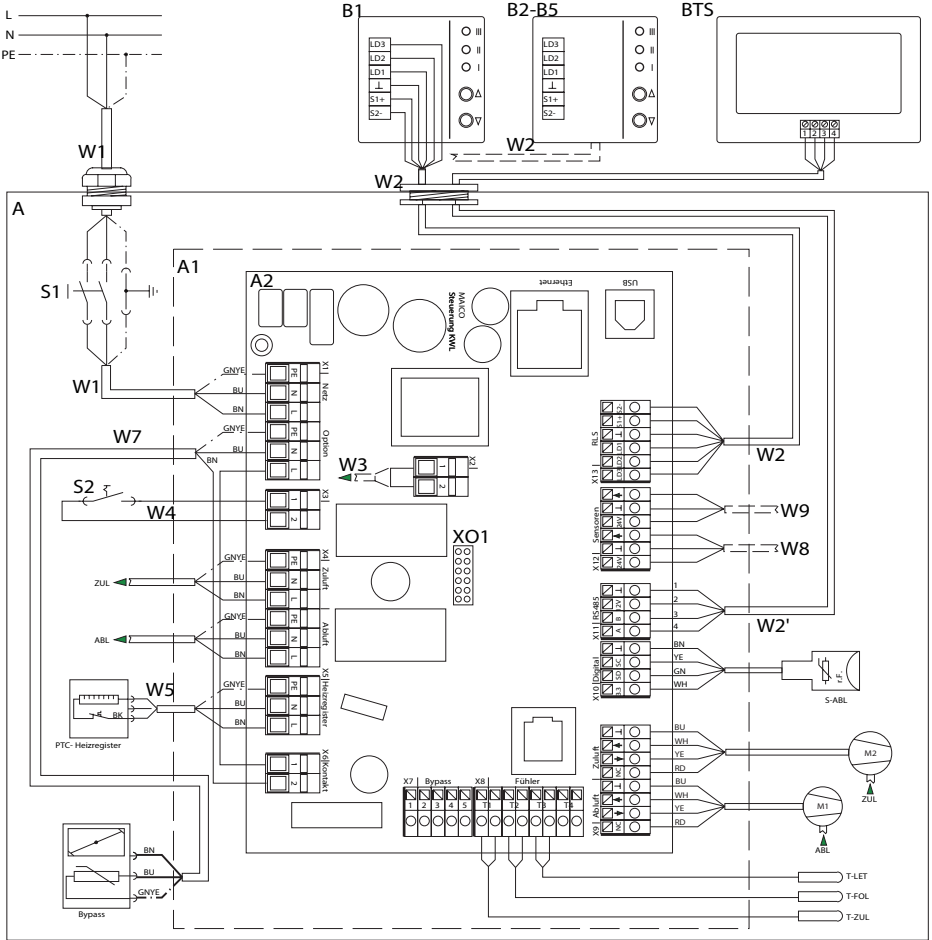 L
N
PE
B1
LD3
LD2
LD1
⊥
S1+
S2-
III
II
I
B2-B5
LD3
LD2
LD1
⊥
S1+
S2-
III
II
I
BTS
1 2 3 4
W1
W2
W2
A
S1
A1
A2
MAICO
Steuerung KWL
Ethernet
USB
W1
GNYE
BU
BN
X1
Netz
PE
N
L
W7
GNYE
BU
BN
Option
PE
N
L
W3
X2
1
2
S2
W4
X3
1
2
XO1
ZUL
GNYE
BU
BN
X4
Zuluft
PE
N
L
ABL
GNYE
BU
BN
Abluft
PE
N
L
W5
BK
PTC- Heizregister
GNYE
BU
BN
X5
Heizregister
PE
N
L
X6
Kontakt
1
2
BN
BU
GNYE
Bypass
X7 Bypass X8 Fühler
1 2 3 4 5 T1 T2 T3 T4
RLS
X13
S2-
S1+
⊥
LD1
LD2
LD3
W2
Sensoren
X12
⊥
24V
⊥
24V
W9
W8
RS485
X11
⊥
12V
B
A
1
2
3
4
W2'
X10 Digital
⊥
SC
SD
3.3
BN
YE
GN
WH
r.F.
S-ABL
Zuluft
⊥
NC
BU
WH
YE
RD
M2
ZUL
Abluft
X9
⊥
NC
BU
WH
YE
RD
M1
ABL
T-LET
T-FOL
T-ZUL